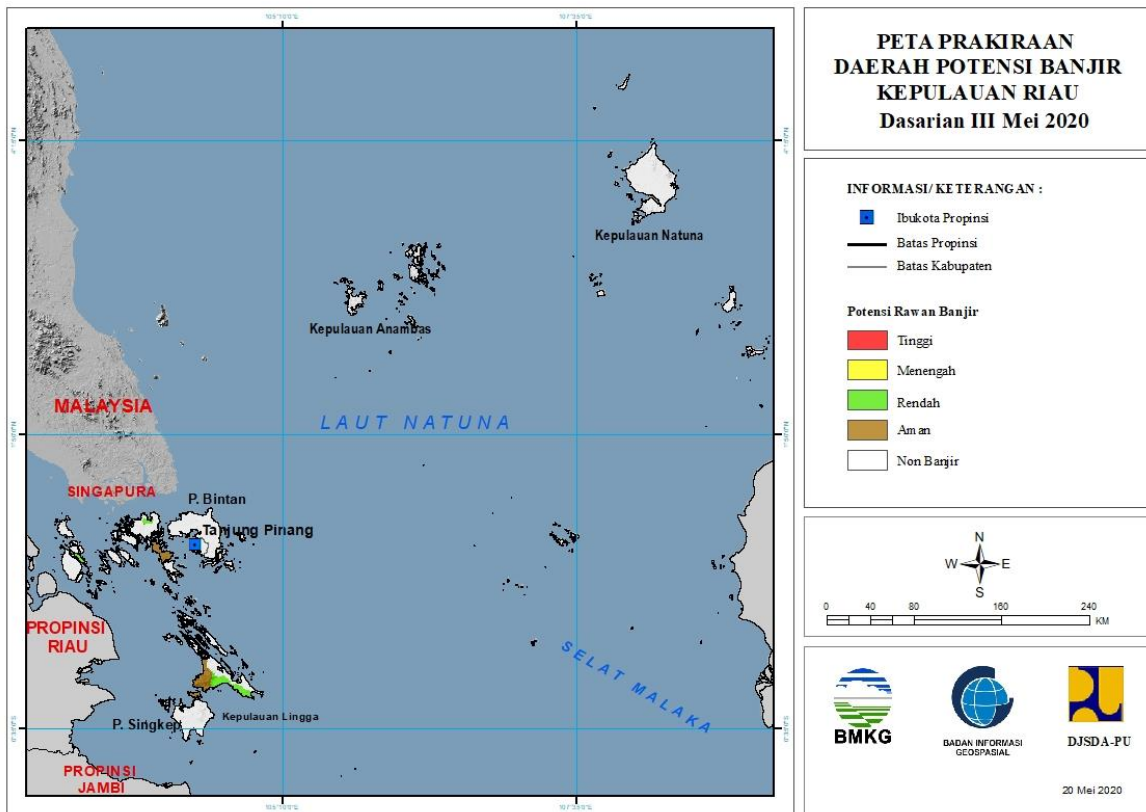 PETA PRAKIRAAN
DAERAH POTENSI BANJIR
KEPULAUAN RIAU
Dasarian III Mei 2020
INFORMASI/ KETERANGAN :
Ibukota Propinsi
Batas Propinsi
Batas Kabupaten
Potensi Rawan Banjir
Tinggi
Menengah
Rendah
Aman
Non Banjir
N
W E
S
0 40 80 160 240
KM
BMKG
BADAN INFORMASI
GEOSPASIAL
DJSDA-PU
20 Mei 2020
Kepulauan Natuna
Kepulauan Anambas
MALAYSIA
LAUT NATUNA
SINGAPURA
P. Bintan
Tanjung Pinang
PROPINSI
RIAU
SELAT MALAKA
P. Singkep
Kepulauan Lingga
PROPINSI
JAMBI